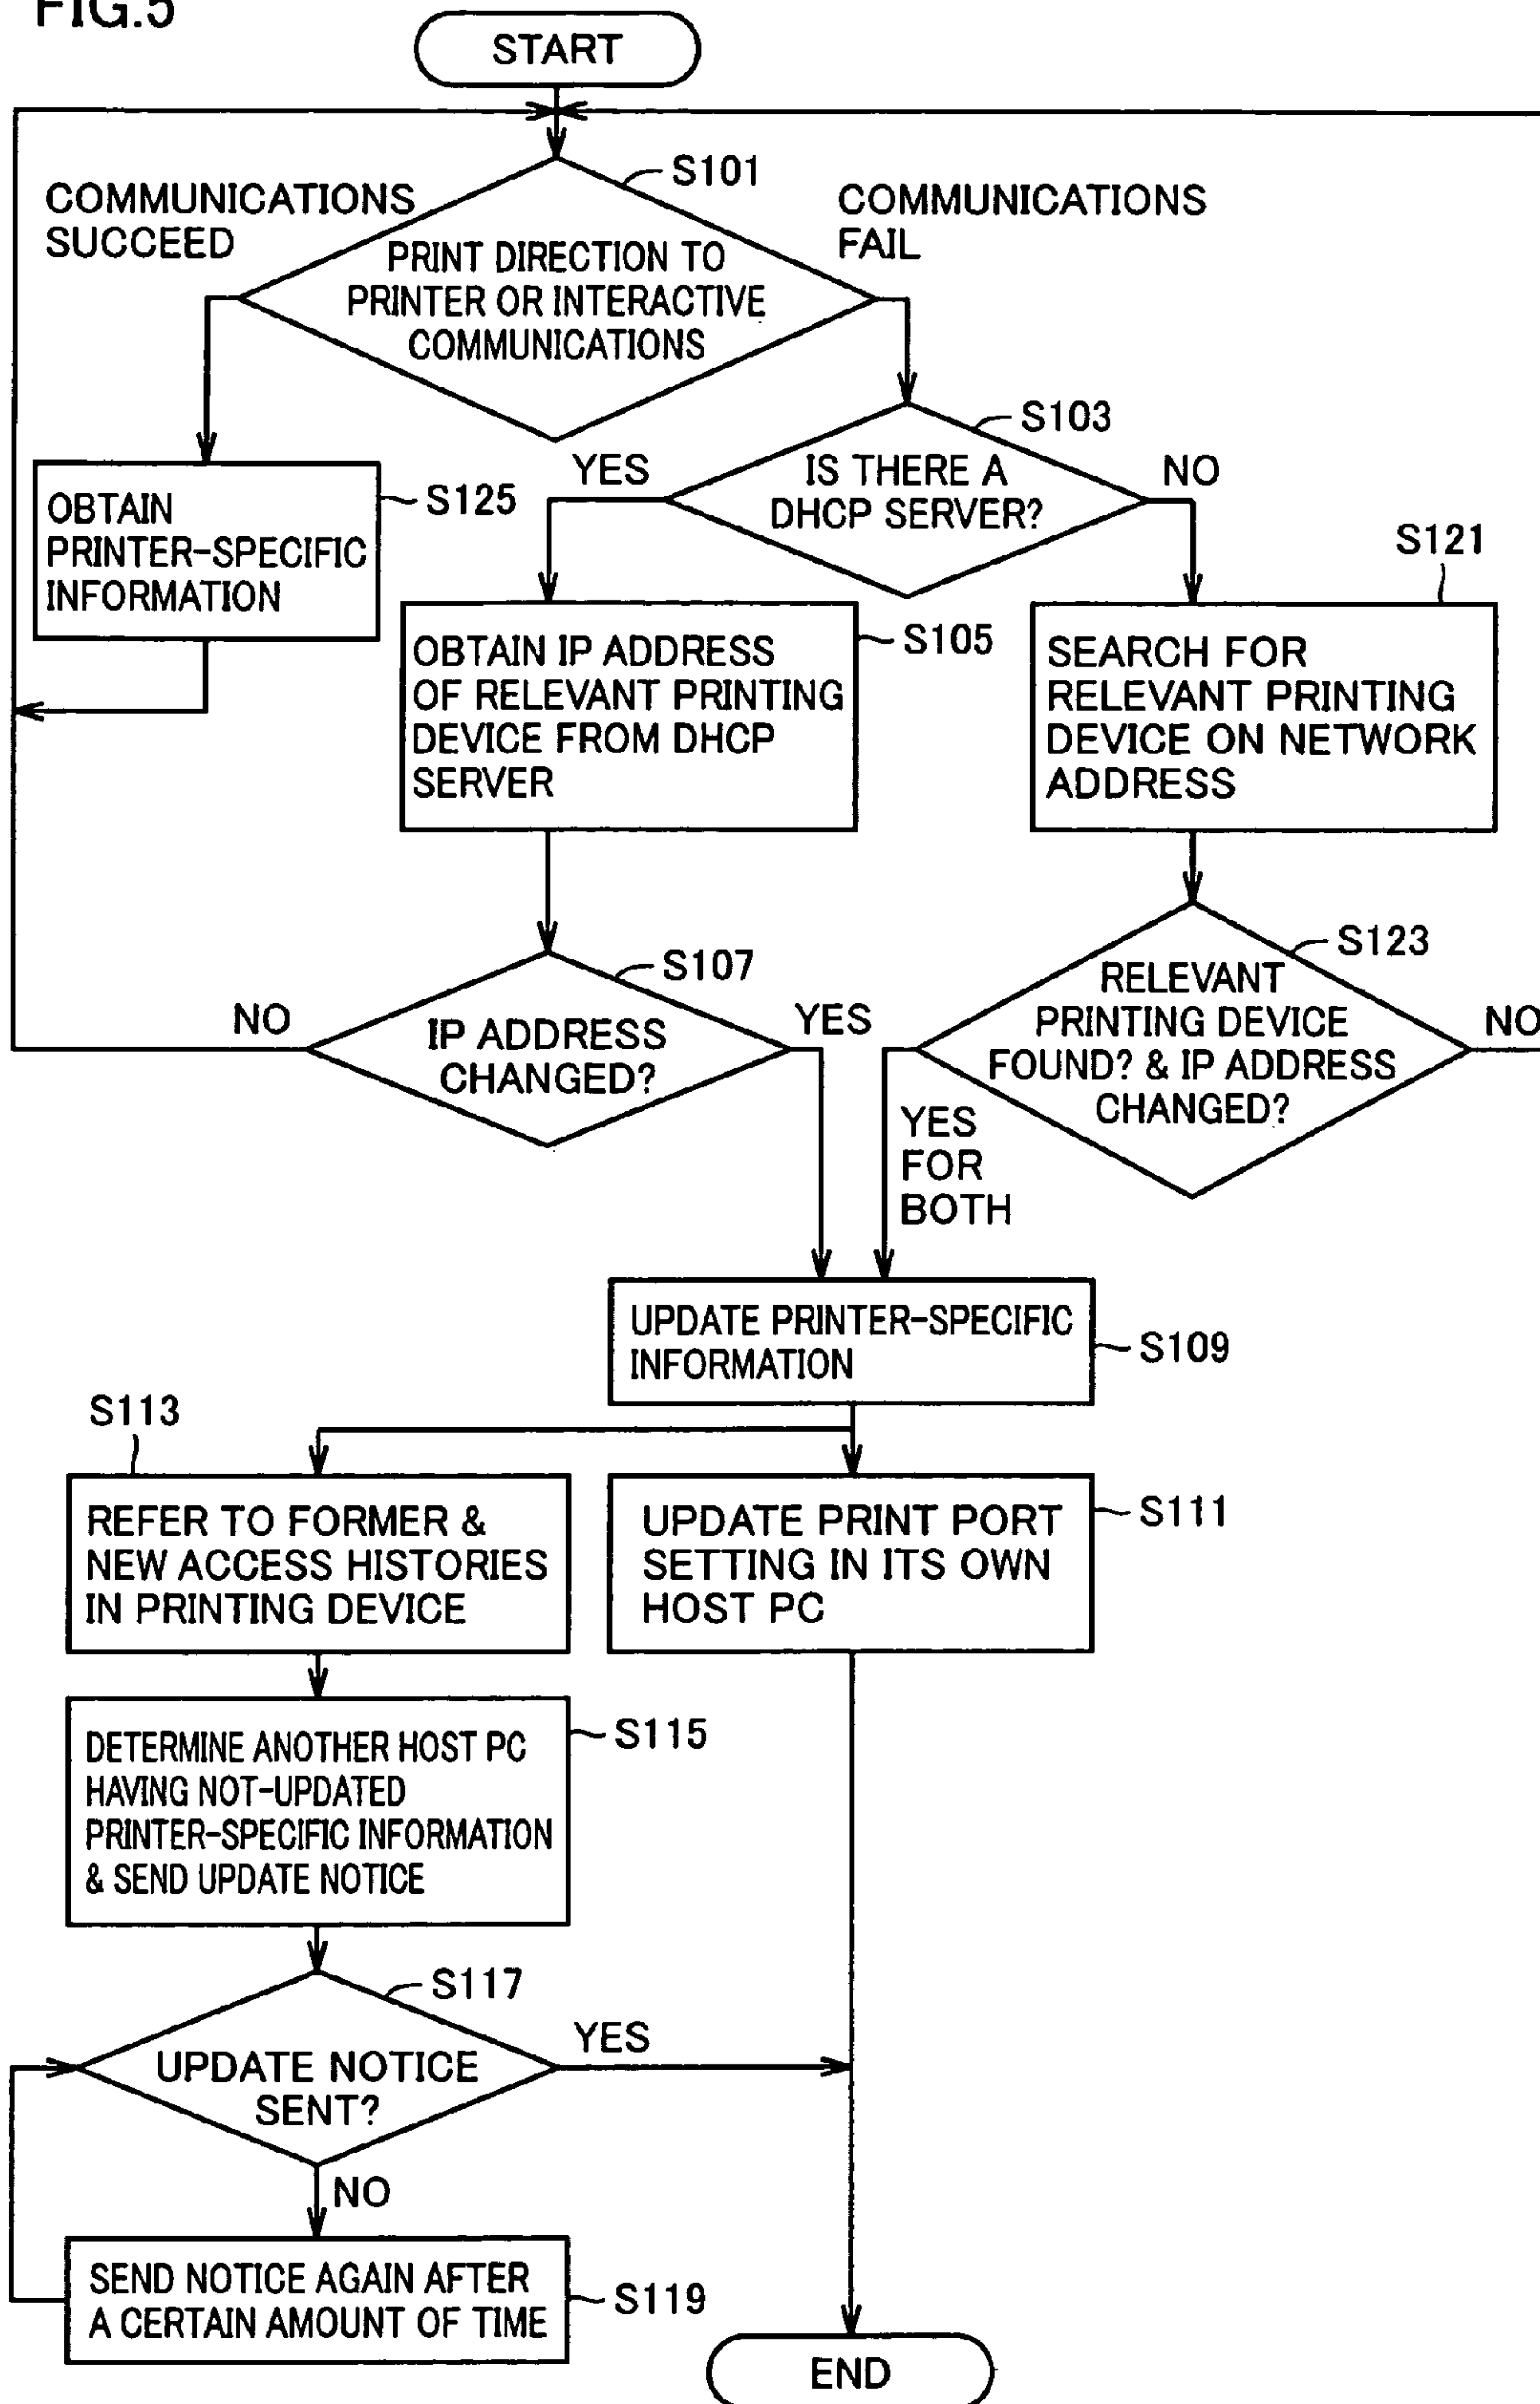 FIG.5
START
S101
COMMUNICATIONS
SUCCEED
COMMUNICATIONS
FAIL
PRINT DIRECTION TO
PRINTER OR INTERACTIVE
COMMUNICATIONS
S103
YES
IS THERE A
DHCP SERVER?
NO
OBTAIN
PRINTER-SPECIFIC
INFORMATION
S125
S121
OBTAIN IP ADDRESS
OF RELEVANT PRINTING
DEVICE FROM DHCP
SERVER
S105
SEARCH FOR
RELEVANT PRINTING
DEVICE ON NETWORK
ADDRESS
S107
NO
IP ADDRESS
CHANGED?
YES
S123
RELEVANT
PRINTING DEVICE
FOUND? & IP ADDRESS
CHANGED?
NO
YES
FOR
BOTH
UPDATE PRINTER-SPECIFIC
INFORMATION
S109
S113
REFER TO FORMER &
NEW ACCESS HISTORIES
IN PRINTING DEVICE
UPDATE PRINT PORT
SETTING IN ITS OWN
HOST PC
S111
DETERMINE ANOTHER HOST PC
HAVING NOT-UPDATED
PRINTER-SPECIFIC INFORMATION
& SEND UPDATE NOTICE
S115
S117
UPDATE NOTICE
SENT?
YES
NO
SEND NOTICE AGAIN AFTER
A CERTAIN AMOUNT OF TIME
S119
END